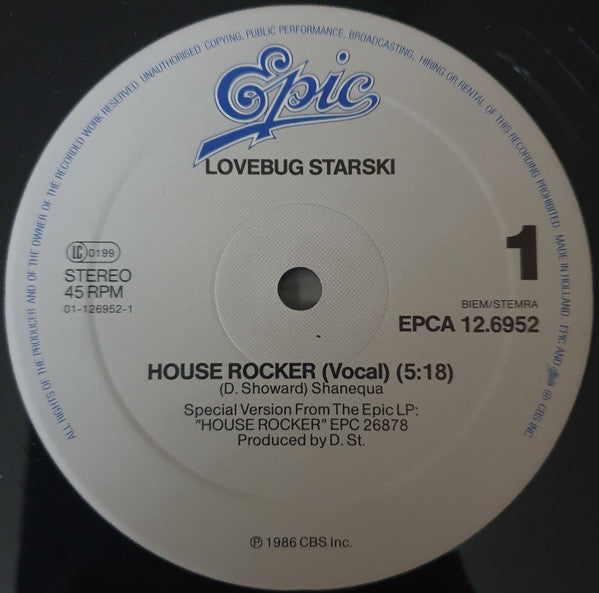 ALL RIGHTS OF THE PRODUCER AND OF THE OWNER OF THE RECORDED WORK RESERVED · UNAUTHORISED COPYING, PUBLIC PERFORMANCE, BROADCASTING, HIRING OR RENTAL OF THIS RECORDING PROHIBITED. MADE IN HOLLAND. EPIC AND Epic ® CBS INC.
Epic
LOVEBUG STARSKI
LC 0199
STEREO
45 RPM
01-126952-1
1
BIEM/STEMRA
EPCA 12.6952
HOUSE ROCKER (Vocal) (5:18)
(D. Showard) Shanequa
Special Version From The Epic LP:
"HOUSE ROCKER" EPC 26878
Produced by D. St.
℗ 1986 CBS Inc.